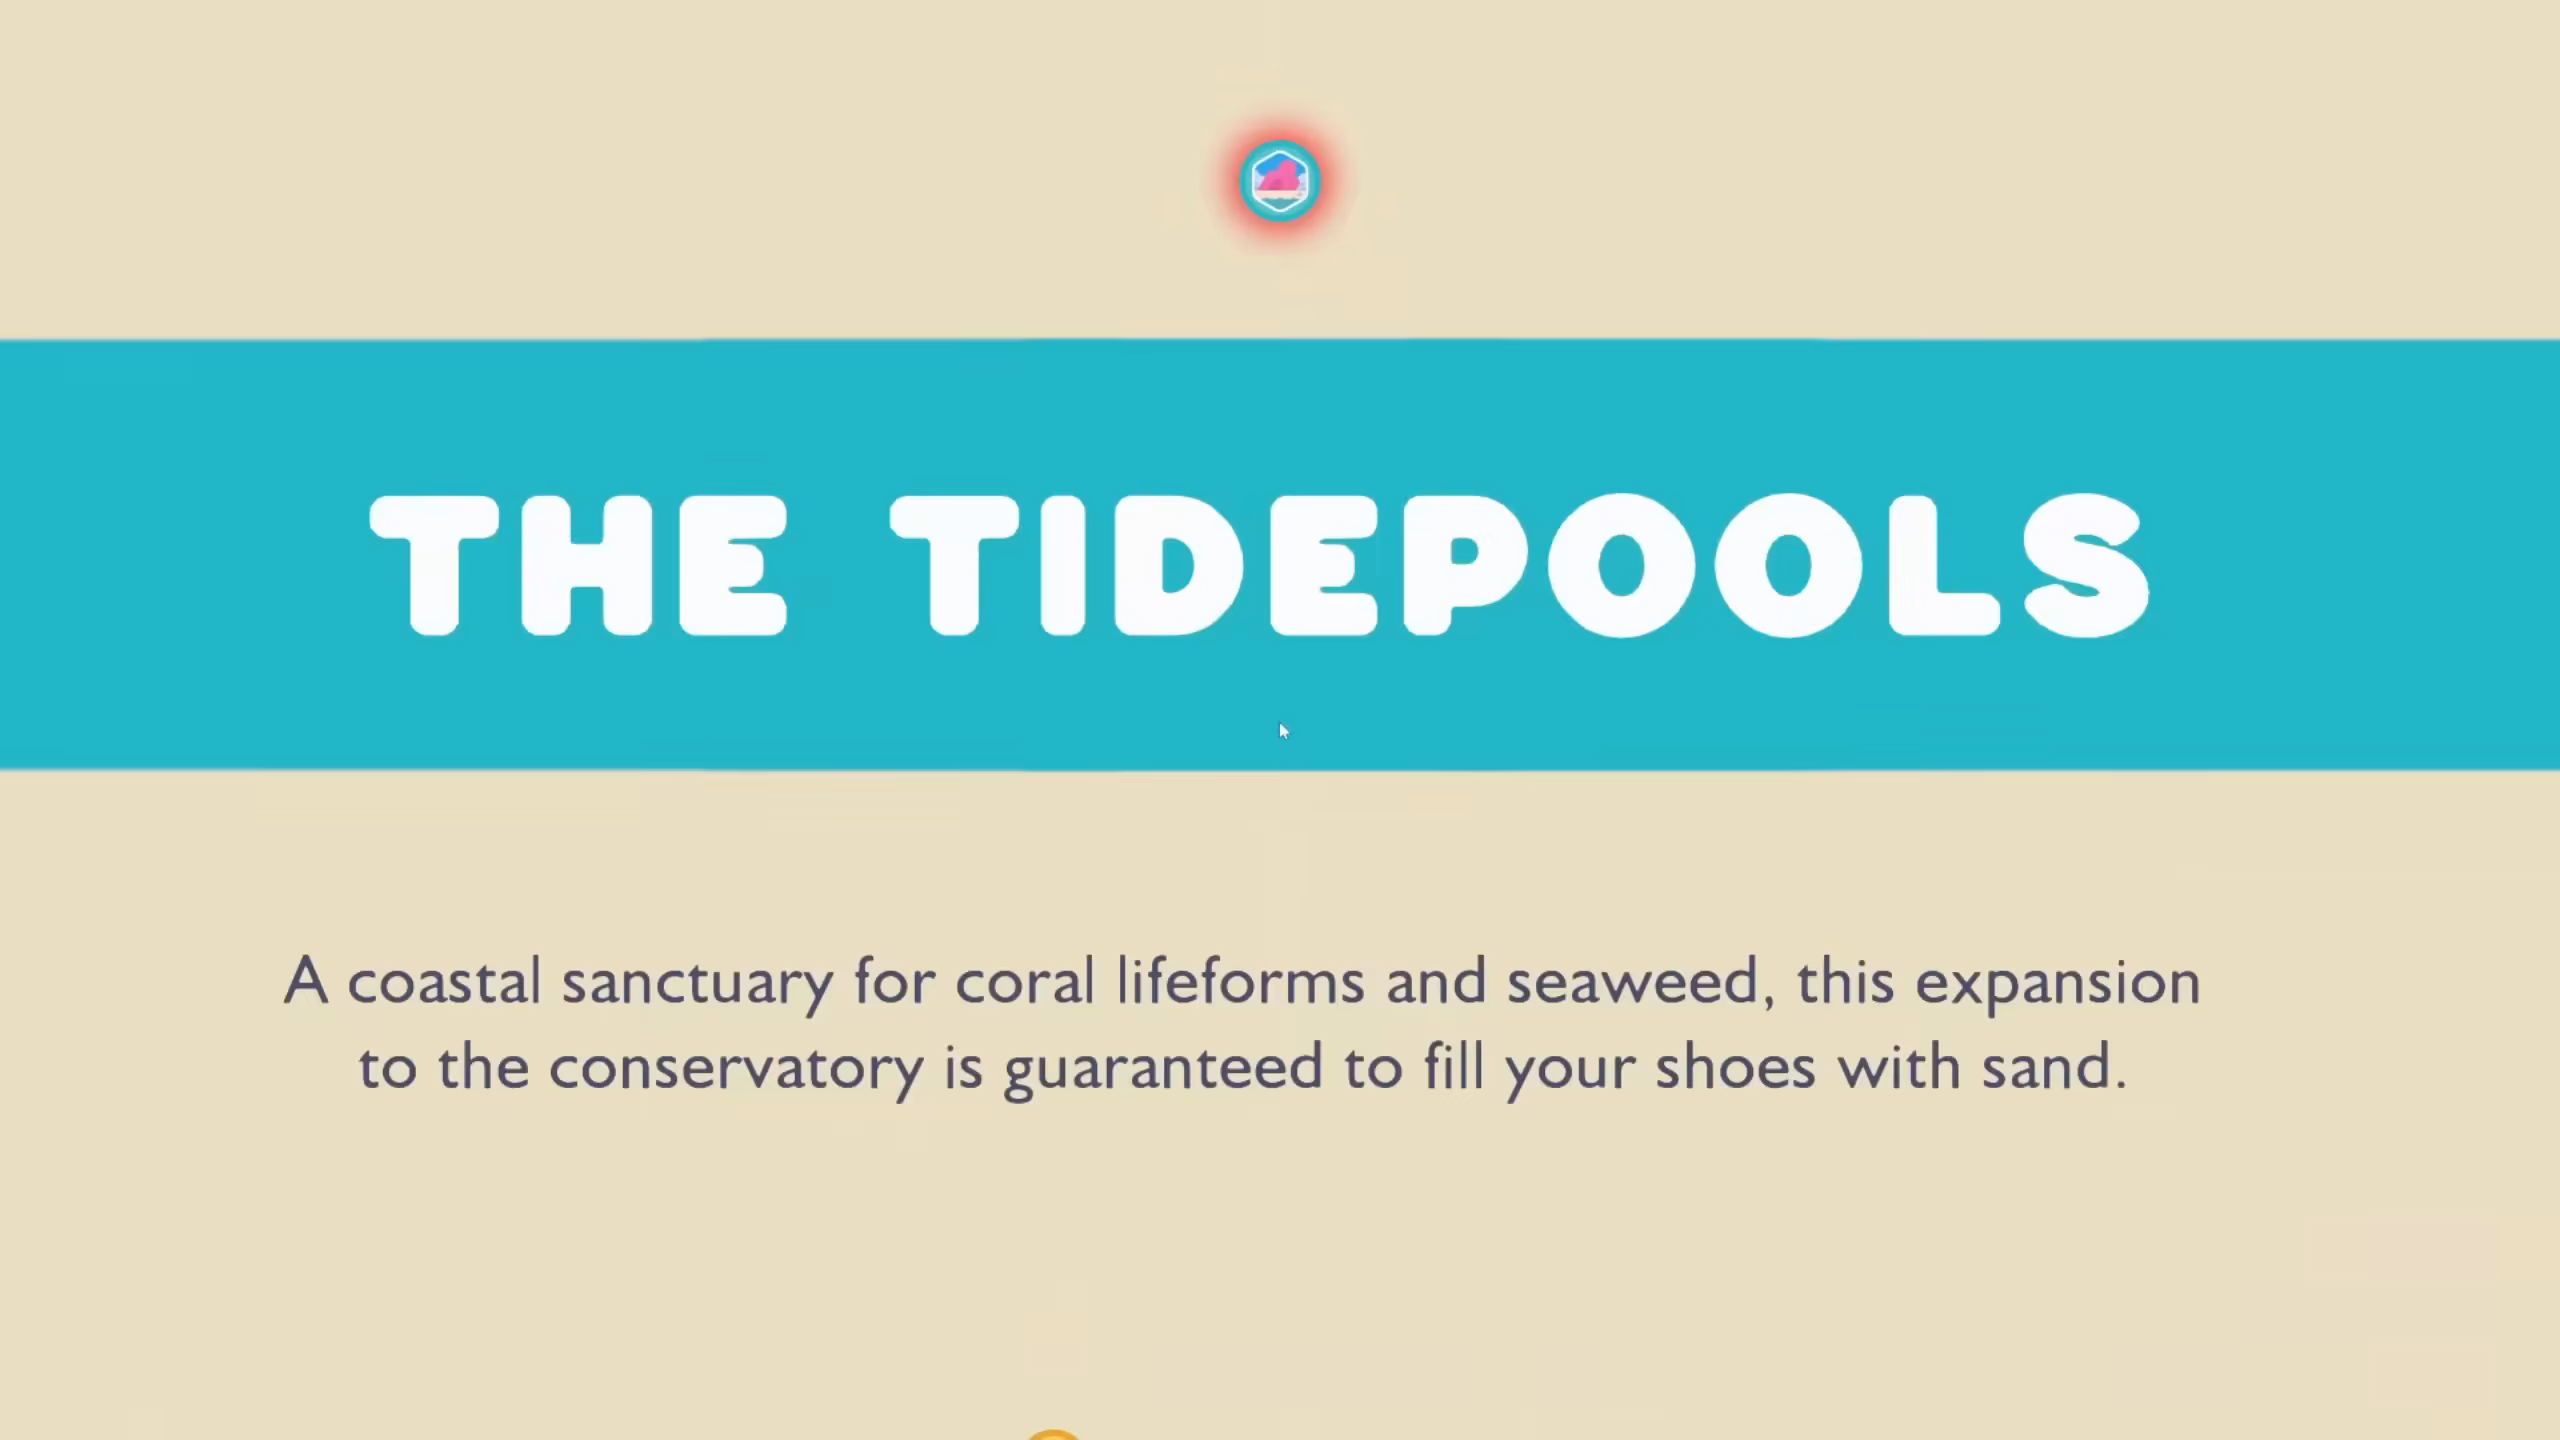 THE TIDEPOOLS
A coastal sanctuary for coral lifeforms and seaweed, this expansion
to the conservatory is guaranteed to fill your shoes with sand.